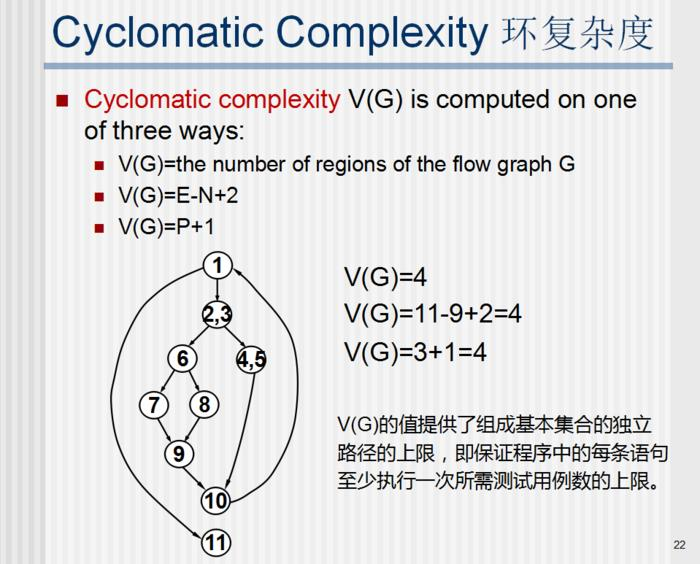 Cyclomatic Complexity 环复杂度
Cyclomatic complexity V(G) is computed on one
of three ways:
V(G)=the number of regions of the flow graph G
V(G)=E-N+2
V(G)=P+1
1
2,3
6
4,5
7
8
9
10
11
V(G)=4
V(G)=11-9+2=4
V(G)=3+1=4
V(G)的值提供了组成基本集合的独立
路径的上限，即保证程序中的每条语句
至少执行一次所需测试用例数的上限。
22